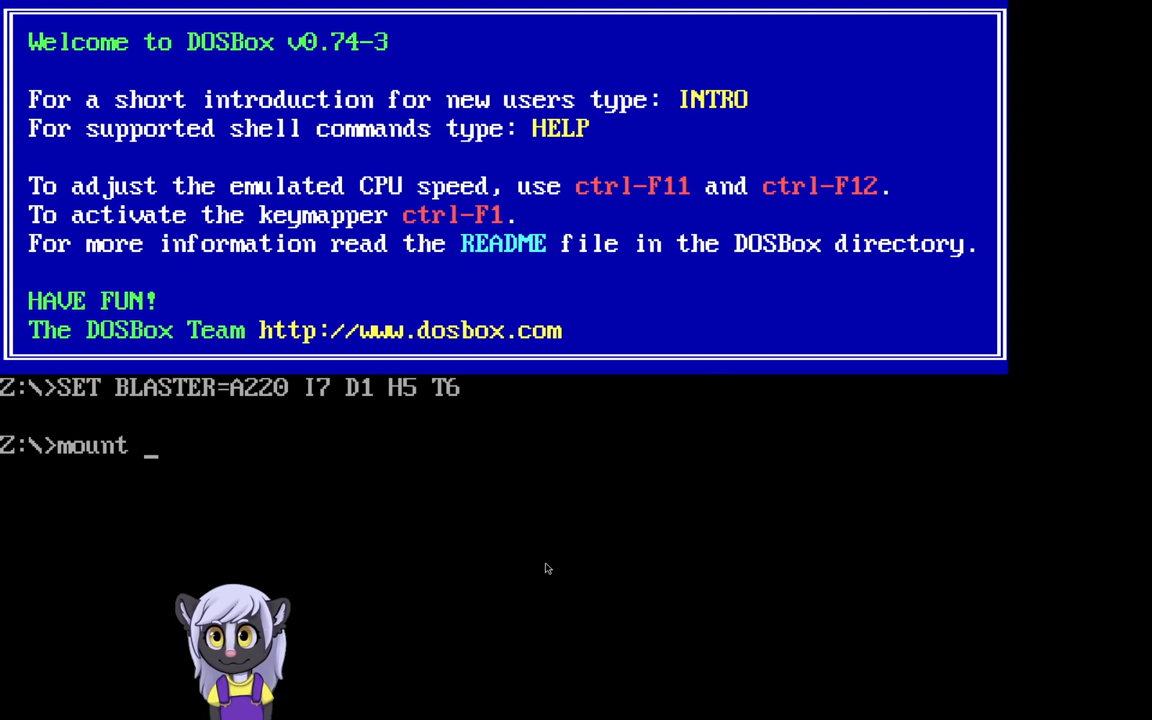 Welcome to DOSBox v0.74-3
For a short introduction for new users type: INTRO
For supported shell commands type: HELP
To adjust the emulated CPU speed, use ctrl-F11 and ctrl-F12.
To activate the keymapper ctrl-F1.
For more information read the README file in the DOSBox directory.
HAVE FUN!
The DOSBox Team http://www.dosbox.com
Z:\>SET BLASTER=A220 I7 D1 H5 T6
Z:\>mount _